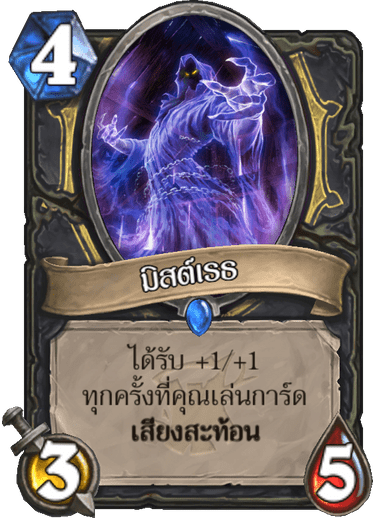 4
มิสต์เรธ
ได้รับ +1/+1
ทุกครั้งที่คุณเล่นการ์ด
เสียงสะท้อน
3
5